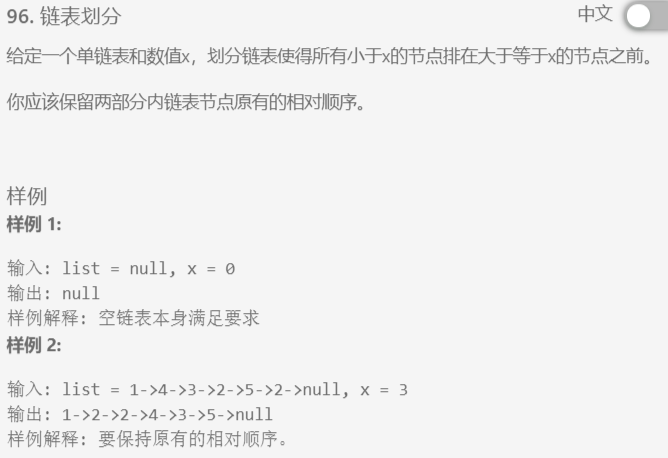 96. 链表划分 中文
给定一个单链表和数值x，划分链表使得所有小于x的节点排在大于等于x的节点之前。
你应该保留两部分内链表节点原有的相对顺序。
样例
样例 1:
输入: list = null, x = 0
输出: null
样例解释: 空链表本身满足要求
样例 2:
输入: list = 1->4->3->2->5->2->null, x = 3
输出: 1->2->2->4->3->5->null
样例解释: 要保持原有的相对顺序。